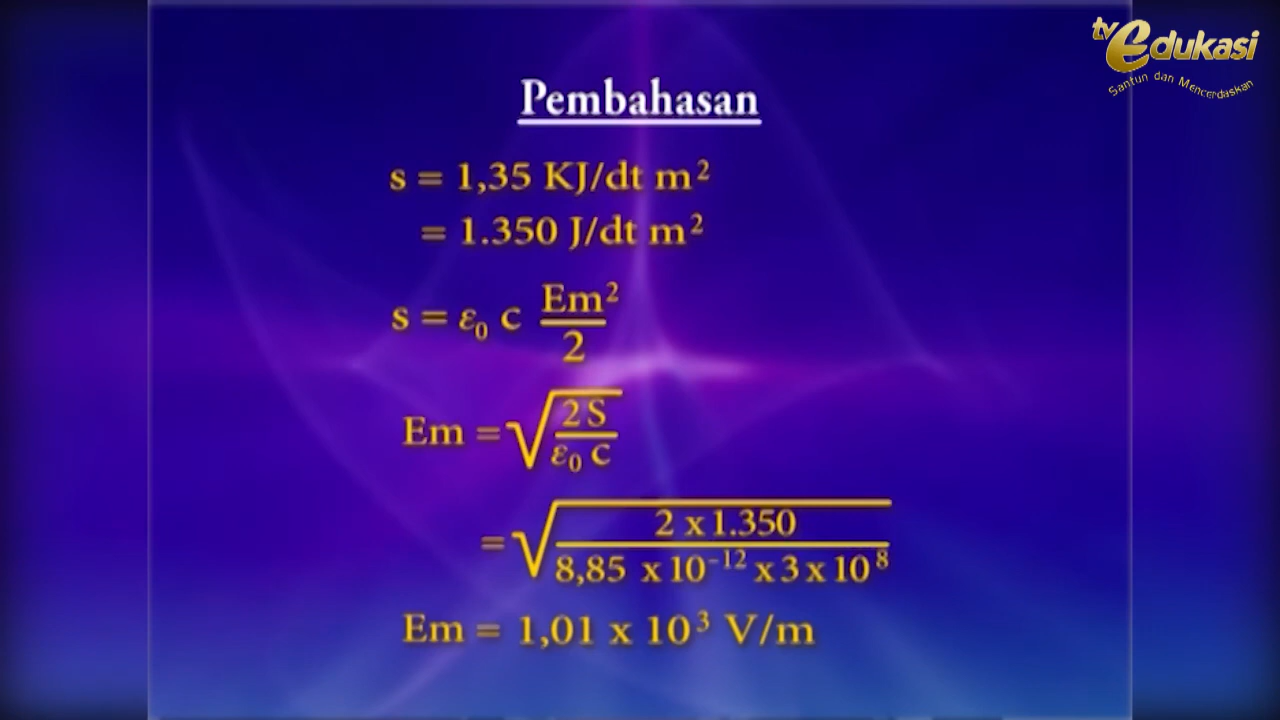 tv edukasi
Santun dan Mencerdaskan
Pembahasan
s = 1,35 KJ/dt m²
= 1.350 J/dt m²
s = ε₀ c Em²/2
Em = √(2 S / ε₀ c)
= √(2 x 1.350 / 8,85 x 10⁻¹² x 3 x 10⁸)
Em = 1,01 x 10³ V/m